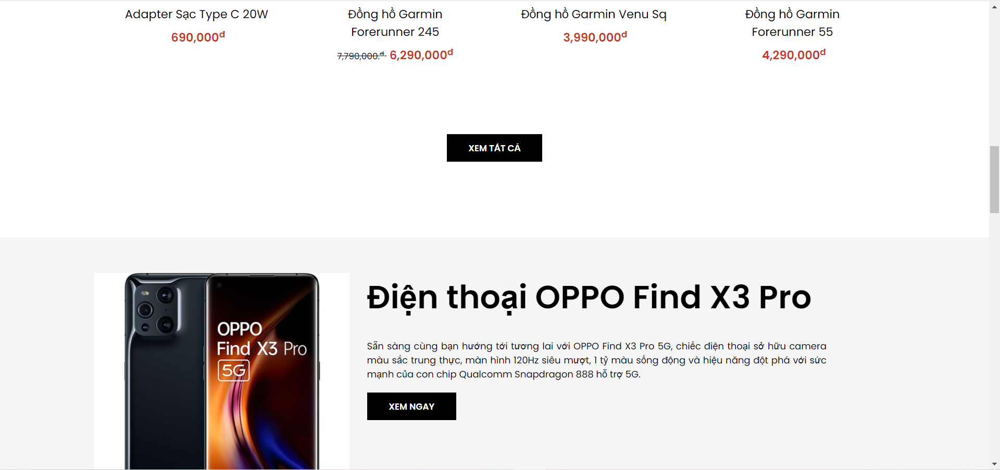 Adapter Sạc Type C 20W
690,000đ
Đồng hồ Garmin
Forerunner 245
7,790,000.đ 6,290,000đ
Đồng hồ Garmin Venu Sq
3,990,000đ
Đồng hồ Garmin
Forerunner 55
4,290,000đ
XEM TẤT CẢ
OPPO
Find X3 Pro
5G
Điện thoại OPPO Find X3 Pro
Sẵn sàng cùng bạn hướng tới tương lai với OPPO Find X3 Pro 5G, chiếc điện thoại sở hữu camera
màu sắc trung thực, màn hình 120Hz siêu mượt, 1 tỷ màu sống động và hiệu năng đột phá với sức
mạnh của con chip Qualcomm Snapdragon 888 hỗ trợ 5G.
XEM NGAY